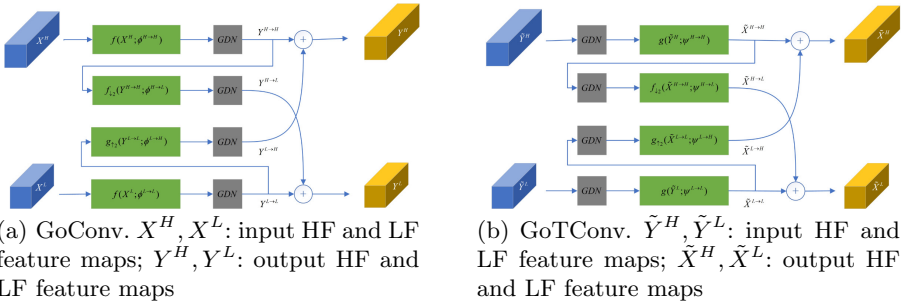 X^H f(X^H;ϕ^{H→H}) GDN Y^{H→H} + Y^H
f_{↓2}(Y^{H→H};ϕ^{H→L}) GDN Y^{H→L}
g_{↑2}(Y^{L→L};ϕ^{L→H}) GDN Y^{L→H}
X^L f(X^L;ϕ^{L→L}) GDN Y^{L→L} + Y^L
(a) GoConv. X^H, X^L: input HF and LF
feature maps; Y^H, Y^L: output HF and
LF feature maps
Ỹ^H GDN g(Ỹ^H;ψ^{H→H}) X̃^{H→H} + X̃^H
GDN f_{↓2}(X̃^{H→H};ψ^{H→L}) X̃^{H→L}
GDN g_{↑2}(X̃^{L→L};ψ^{L→H}) X̃^{L→H}
Ỹ^L GDN g(Ỹ^L;ψ^{L→L}) X̃^{L→L} + X̃^L
(b) GoTConv. Ỹ^H, Ỹ^L: input HF and
LF feature maps; X̃^H, X̃^L: output HF
and LF feature maps